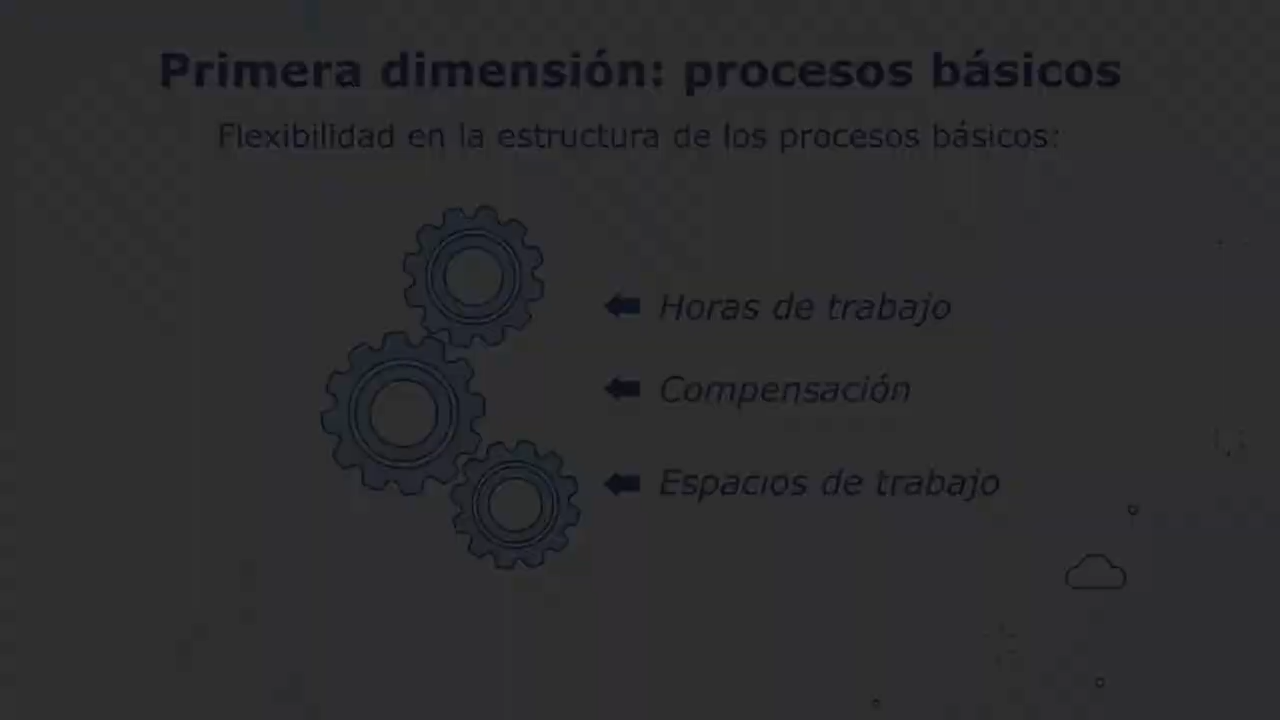 Primera dimensión: procesos básicos
Flexibilidad en la estructura de los procesos básicos:
Horas de trabajo
Compensación
Espacios de trabajo